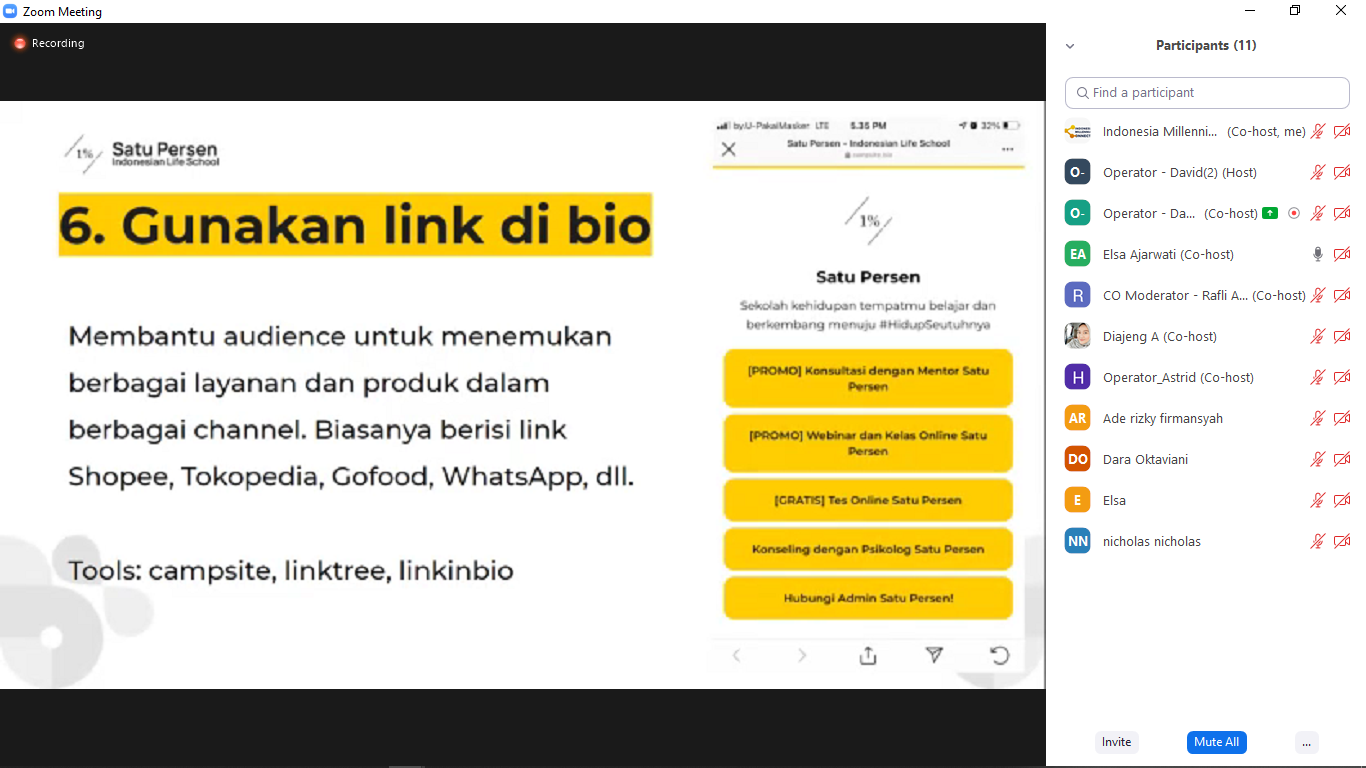 Zoom Meeting
Recording
Participants (11)
Find a participant
Indonesia Millenni... (Co-host, me)
O- Operator - David(2) (Host)
O- Operator - Da... (Co-host)
EA Elsa Ajarwati (Co-host)
R CO Moderator - Rafli A... (Co-host)
Diajeng A (Co-host)
H Operator_Astrid (Co-host)
AR Ade rizky firmansyah
DO Dara Oktaviani
E Elsa
NN nicholas nicholas
Invite
Mute All
...
1% Satu Persen
Indonesian Life School
6. Gunakan link di bio
Membantu audience untuk menemukan
berbagai layanan dan produk dalam
berbagai channel. Biasanya berisi link
Shopee, Tokopedia, Gofood, WhatsApp, dll.
Tools: campsite, linktree, linkinbio
by.U-PakaiMasker LTE 5.35 PM 32%
Satu Persen - Indonesian Life School
campsite.bio
1%
Satu Persen
Sekolah kehidupan tempatmu belajar dan
berkembang menuju #HidupSeutuhnya
[PROMO] Konsultasi dengan Mentor Satu
Persen
[PROMO] Webinar dan Kelas Online Satu
Persen
[GRATIS] Tes Online Satu Persen
Konseling dengan Psikolog Satu Persen
Hubungi Admin Satu Persen!